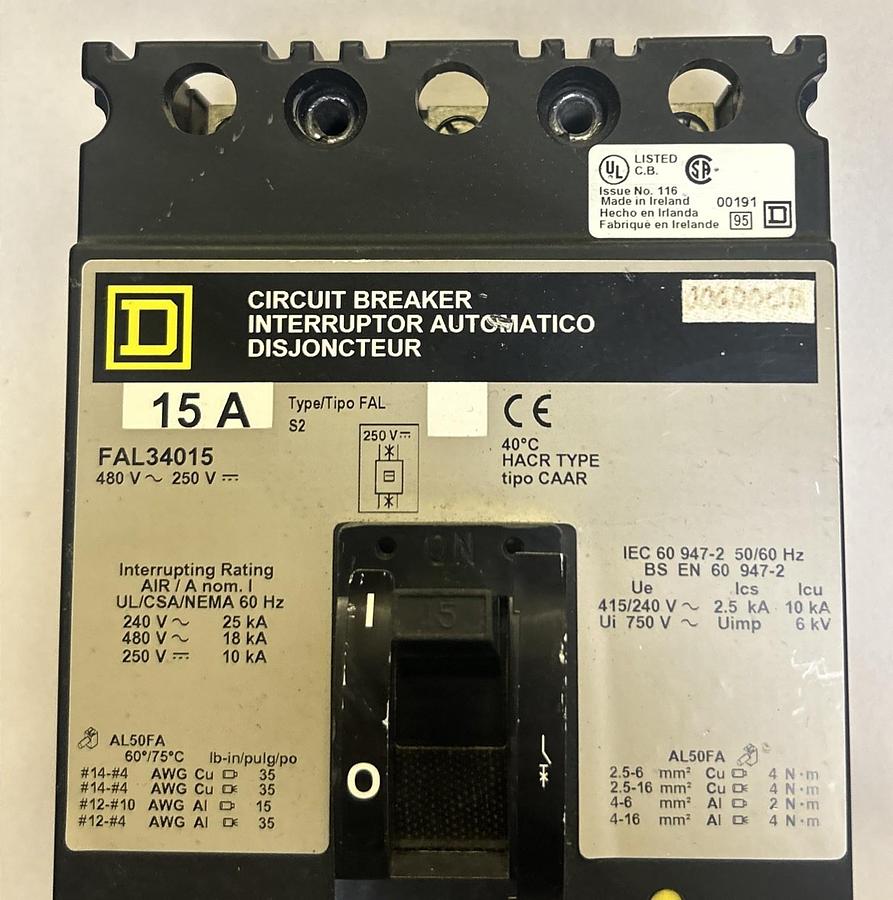 UL LISTED C.B. SA
Issue No. 116
Made in Ireland 00191
Hecho en Irlanda 95
Fabrique en Irelande
D
CIRCUIT BREAKER
INTERRUPTOR AUTOMATICO
DISJONCTEUR
15 A
Type/Tipo FAL
S2
CE
FAL34015
480 V ~ 250 V ⎓
250 V ⎓
40°C
HACR TYPE
tipo CAAR
Interrupting Rating
AIR / A nom. I
UL/CSA/NEMA 60 Hz
240 V ~ 25 kA
480 V ~ 18 kA
250 V ⎓ 10 kA
ON
I
15
O
IEC 60 947-2 50/60 Hz
BS EN 60 947-2
Ue Ics Icu
415/240 V ~ 2.5 kA 10 kA
Ui 750 V ~ Uimp 6 kV
AL50FA
60°/75°C lb-in/pulg/po
#14-#4 AWG Cu 35
#14-#4 AWG Cu 35
#12-#10 AWG Al 15
#12-#4 AWG Al 35
AL50FA
2.5-6 mm² Cu 4 N·m
2.5-16 mm² Cu 4 N·m
4-6 mm² Al 2 N·m
4-16 mm² Al 4 N·m